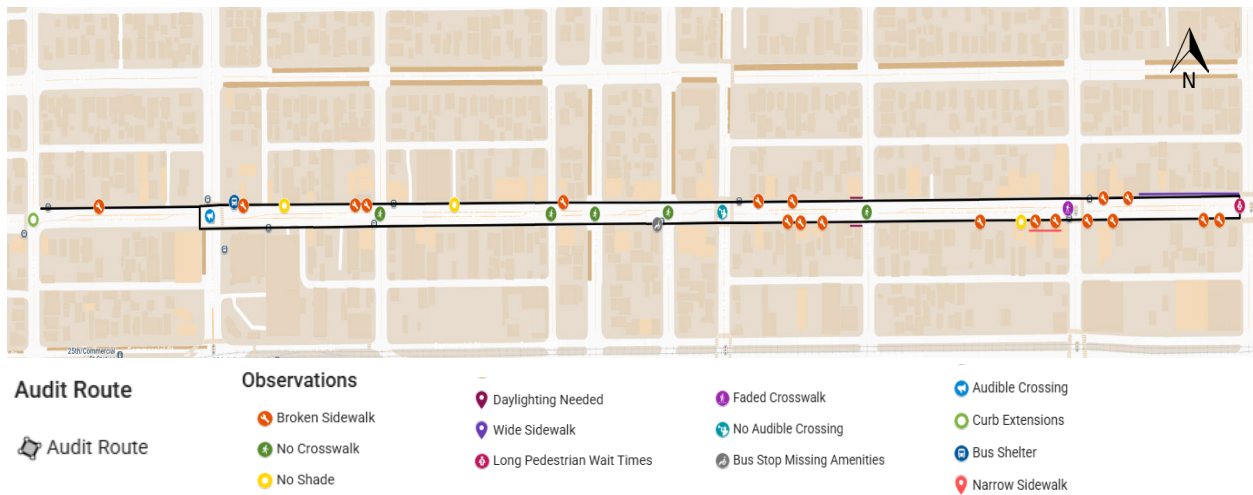 N
25th/Commercial
Audit Route
Audit Route
Observations
Broken Sidewalk
No Crosswalk
No Shade
Daylighting Needed
Wide Sidewalk
Long Pedestrian Wait Times
Faded Crosswalk
No Audible Crossing
Bus Stop Missing Amenities
Audible Crossing
Curb Extensions
Bus Shelter
Narrow Sidewalk